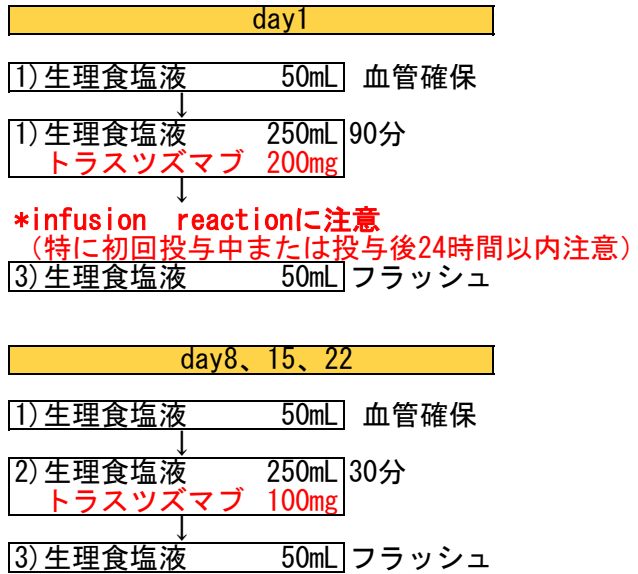 day1
1)生理食塩液 50mL 血管確保
↓
1)生理食塩液 250mL 90分
トラスツズマブ 200mg
↓
*infusion reactionに注意
(特に初回投与中または投与後24時間以内注意)
3)生理食塩液 50mL フラッシュ
day8、15、22
1)生理食塩液 50mL 血管確保
↓
2)生理食塩液 250mL 30分
トラスツズマブ 100mg
↓
3)生理食塩液 50mL フラッシュ